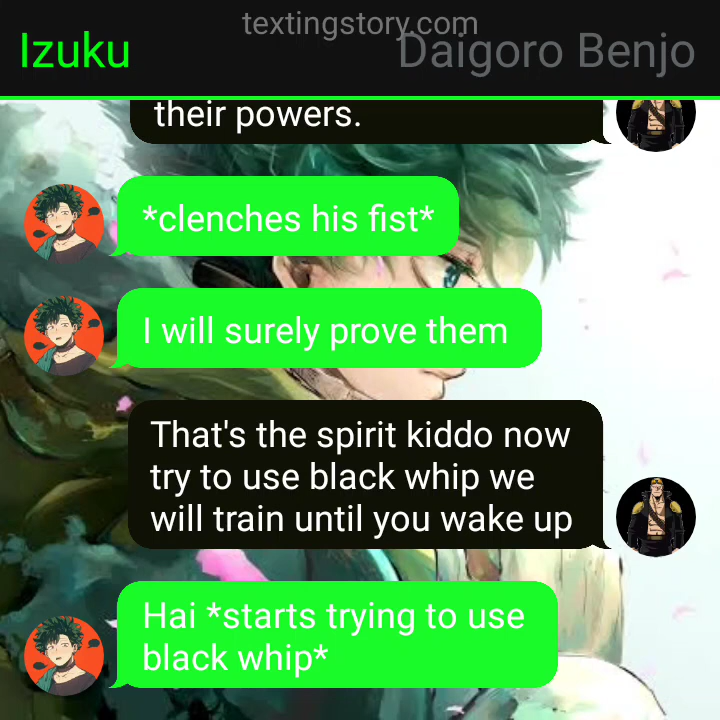 textingstory.com
Izuku
Daigoro Benjo
their powers.
*clenches his fist*
I will surely prove them
That's the spirit kiddo now
try to use black whip we
will train until you wake up
Hai *starts trying to use
black whip*